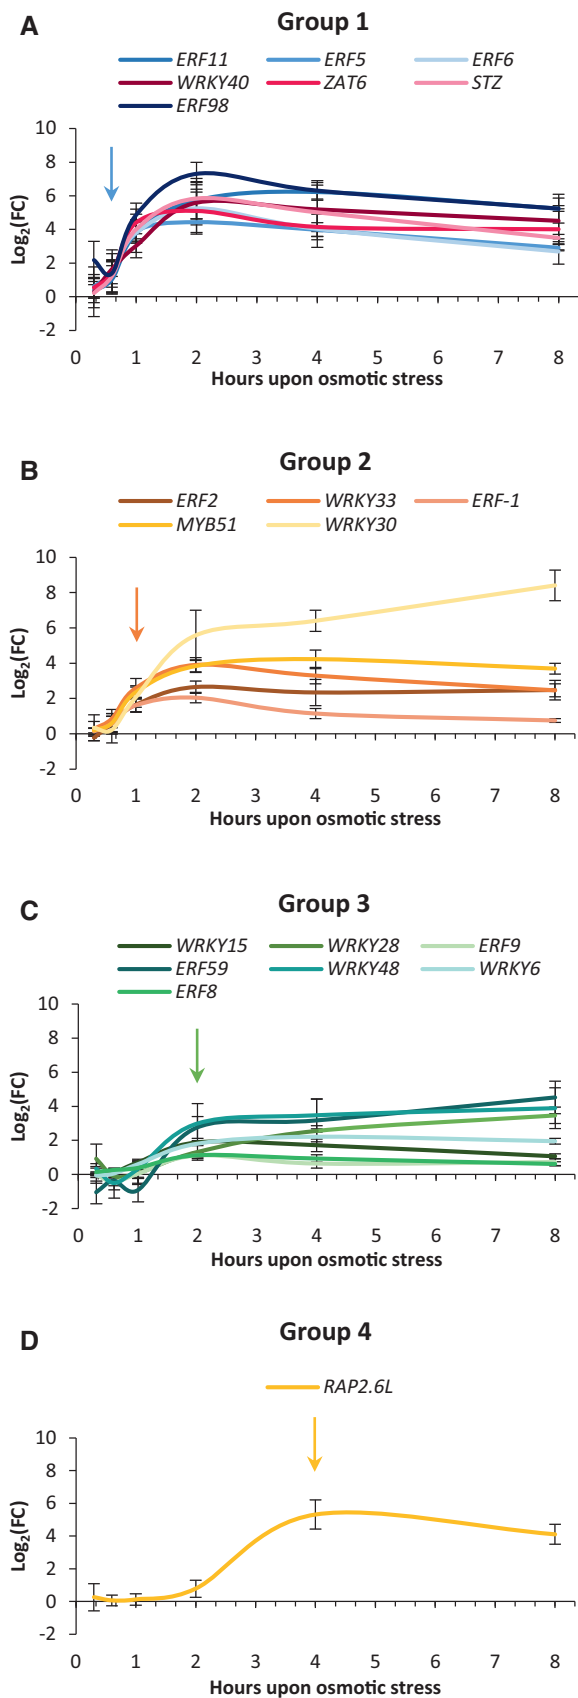 A
Group 1
ERF11 ERF5 ERF6
WRKY40 ZAT6 STZ
ERF98
10
8
6
4
2
0
-2
Log2(FC)
0 1 2 3 4 5 6 7 8
Hours upon osmotic stress
B
Group 2
ERF2 WRKY33 ERF-1
MYB51 WRKY30
10
8
6
4
2
0
-2
Log2(FC)
0 1 2 3 4 5 6 7 8
Hours upon osmotic stress
C
Group 3
WRKY15 WRKY28 ERF9
ERF59 WRKY48 WRKY6
ERF8
10
8
6
4
2
0
-2
Log2(FC)
0 1 2 3 4 5 6 7 8
Hours upon osmotic stress
D
Group 4
RAP2.6L
10
8
6
4
2
0
-2
Log2(FC)
0 1 2 3 4 5 6 7 8
Hours upon osmotic stress